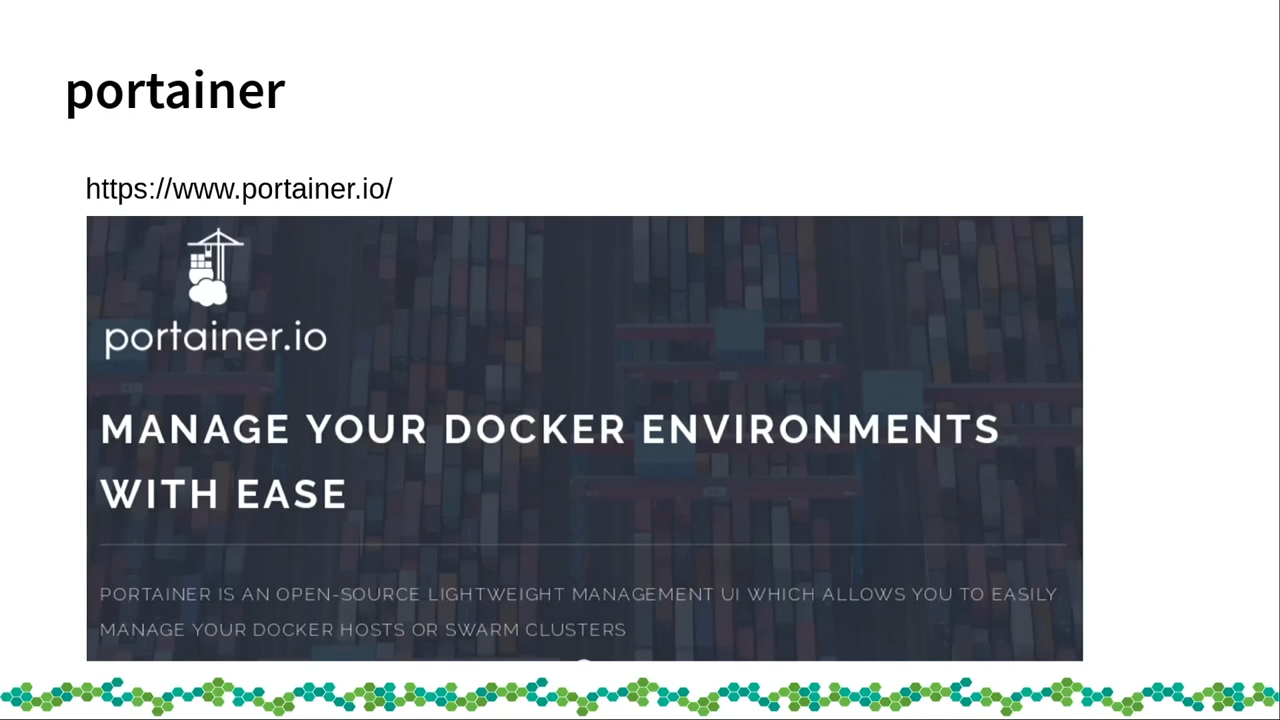 portainer
https://www.portainer.io/
portainer.io
MANAGE YOUR DOCKER ENVIRONMENTS
WITH EASE
PORTAINER IS AN OPEN-SOURCE LIGHTWEIGHT MANAGEMENT UI WHICH ALLOWS YOU TO EASILY
MANAGE YOUR DOCKER HOSTS OR SWARM CLUSTERS